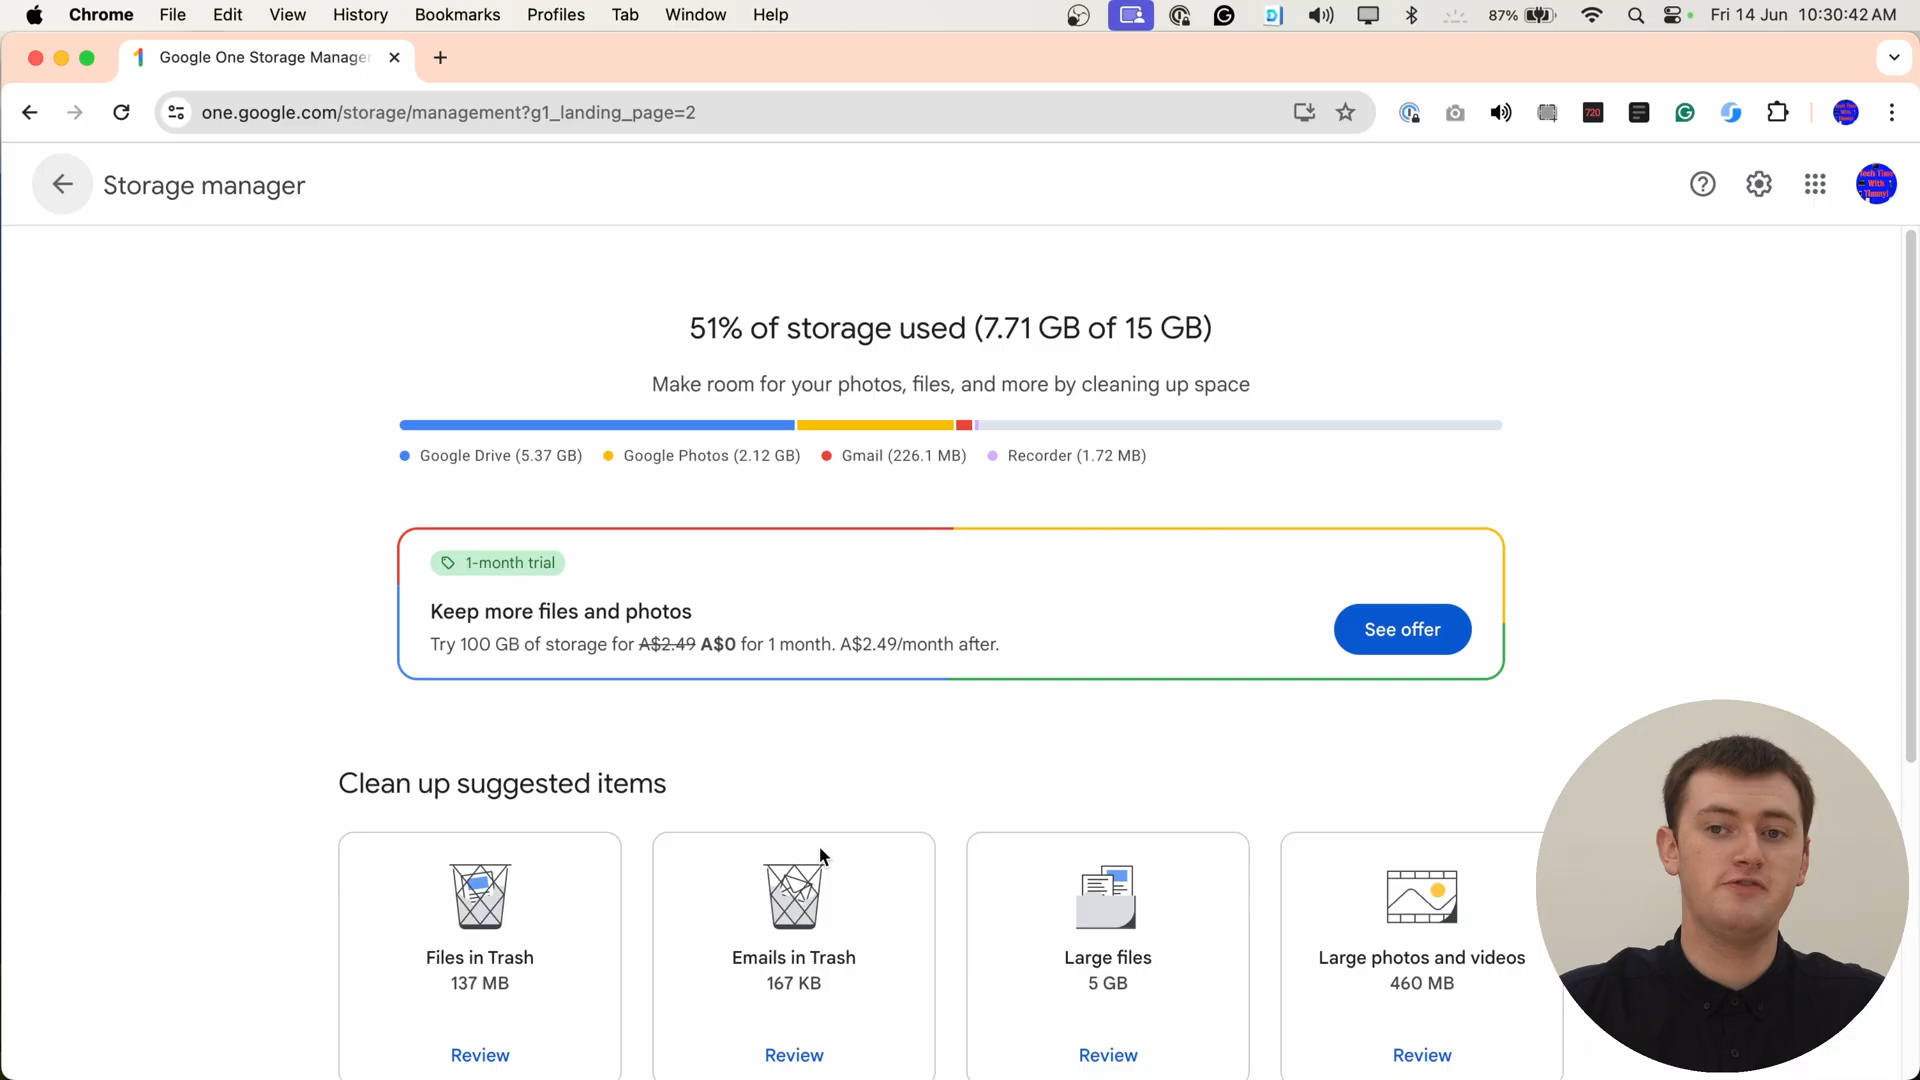 Chrome File Edit View History Bookmarks Profiles Tab Window Help 87% Fri 14 Jun 10:30:42 AM
Google One Storage Manager
one.google.com/storage/management?g1_landing_page=2
720
Storage manager
Tech Time
With
Timmy!
51% of storage used (7.71 GB of 15 GB)
Make room for your photos, files, and more by cleaning up space
Google Drive (5.37 GB) Google Photos (2.12 GB) Gmail (226.1 MB) Recorder (1.72 MB)
1-month trial
Keep more files and photos
Try 100 GB of storage for A$2.49 A$0 for 1 month. A$2.49/month after.
See offer
Clean up suggested items
Files in Trash
137 MB
Review
Emails in Trash
167 KB
Review
Large files
5 GB
Review
Large photos and videos
460 MB
Review